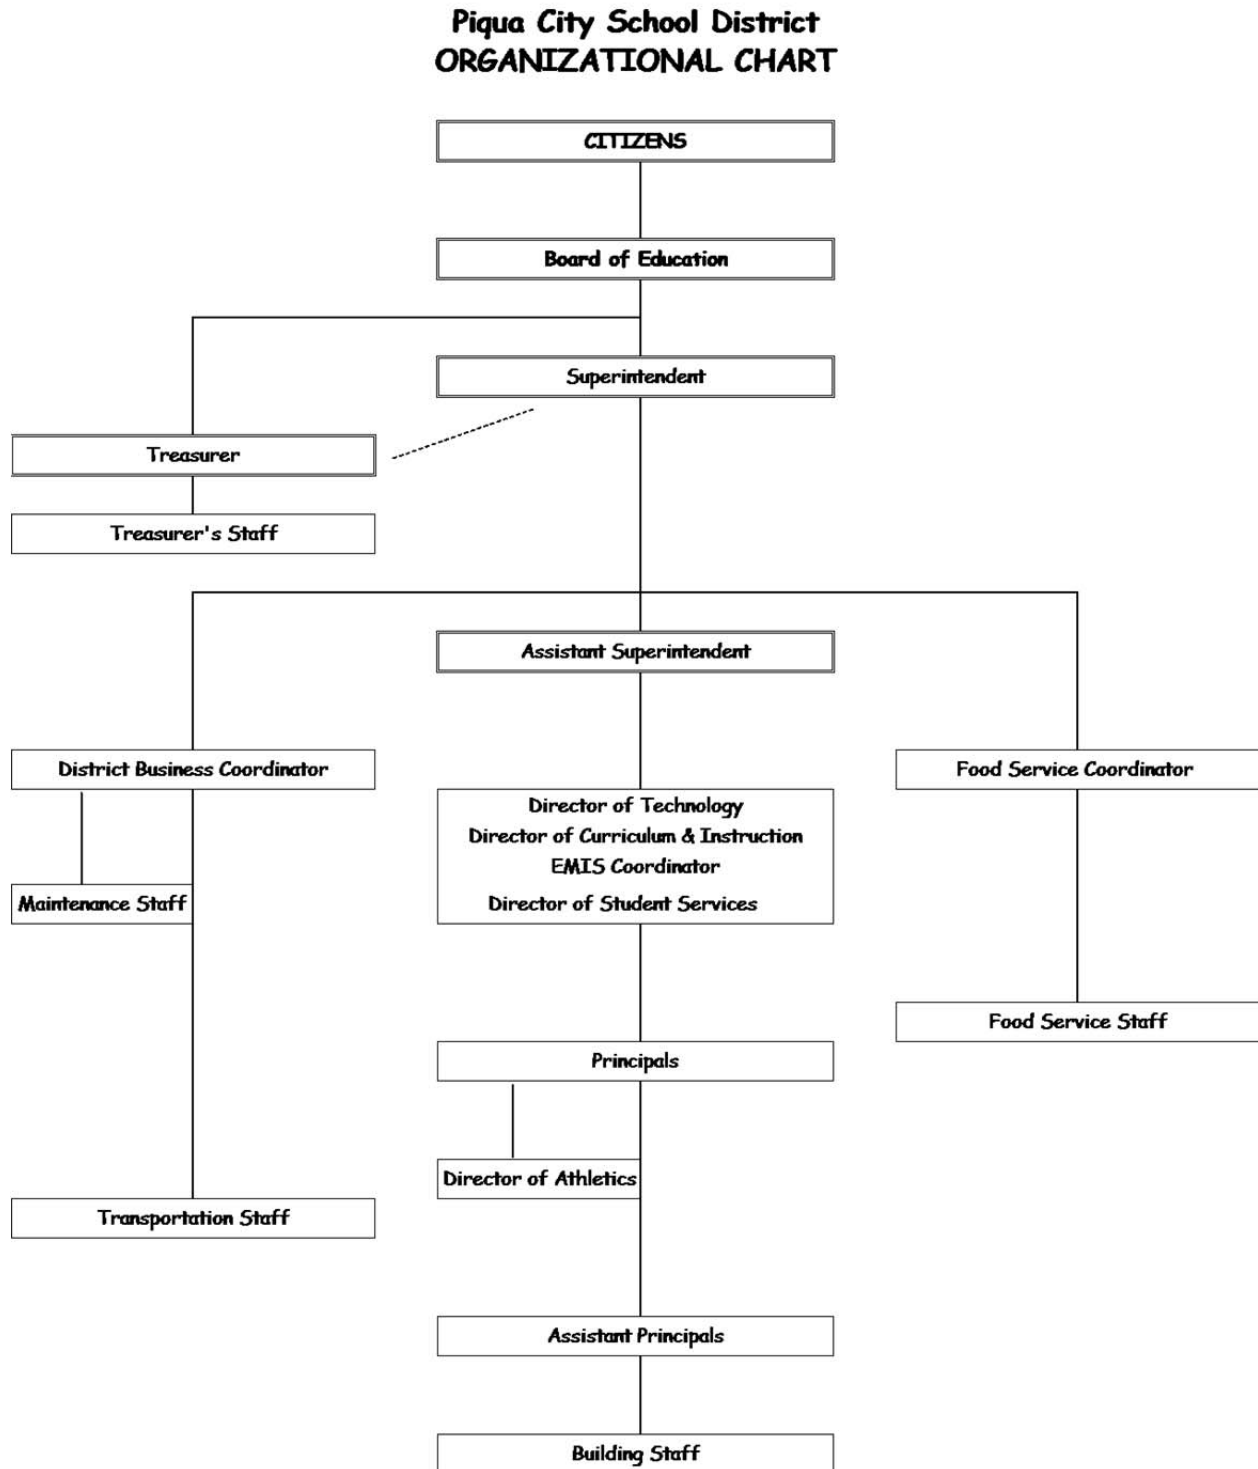 Piqua City School District
ORGANIZATIONAL CHART
CITIZENS
Board of Education
Superintendent
Treasurer
Treasurer's Staff
Assistant Superintendent
District Business Coordinator
Food Service Coordinator
Director of Technology
Director of Curriculum & Instruction
EMIS Coordinator
Director of Student Services
Maintenance Staff
Food Service Staff
Principals
Director of Athletics
Transportation Staff
Assistant Principals
Building Staff